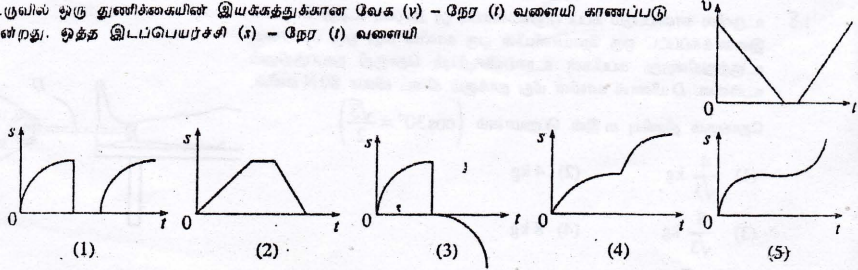 ருவில் ஒரு துணிக்கையின் இயக்கத்துக்கான வேக (v) – நேர (t) வளையி காணப்படு
ன்றது. ஒத்த இடப்பெயர்ச்சி (s) – நேர (t) வளையி
υ
0
t
s
0
t
(1)
s
0
t
(2)
s
0
t
(3)
s
0
t
(4)
s
0
t
(5)